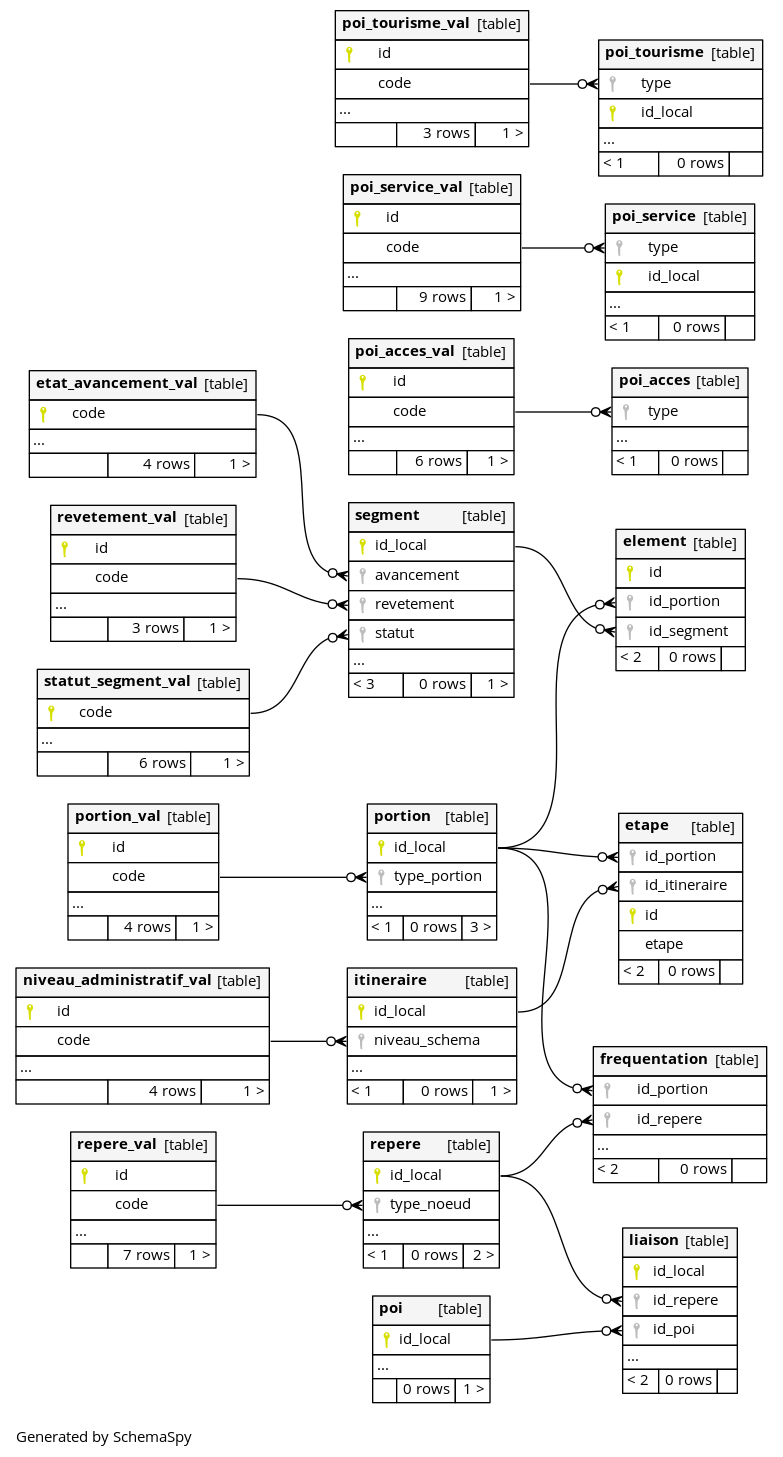 poi_tourisme_val [table]
id
code
...
3 rows 1 >
poi_tourisme [table]
type
id_local
...
< 1 0 rows
poi_service_val [table]
id
code
...
9 rows 1 >
poi_service [table]
type
id_local
...
< 1 0 rows
poi_acces_val [table]
id
code
...
6 rows 1 >
poi_acces [table]
type
...
< 1 0 rows
etat_avancement_val [table]
code
...
4 rows 1 >
revetement_val [table]
id
code
...
3 rows 1 >
segment [table]
id_local
avancement
revetement
statut
...
< 3 0 rows 1 >
element [table]
id
id_portion
id_segment
< 2 0 rows
statut_segment_val [table]
code
...
6 rows 1 >
portion_val [table]
id
code
...
4 rows 1 >
portion [table]
id_local
type_portion
...
< 1 0 rows 3 >
etape [table]
id_portion
id_itineraire
id
etape
< 2 0 rows
niveau_administratif_val [table]
id
code
...
4 rows 1 >
itineraire [table]
id_local
niveau_schema
...
< 1 0 rows 1 >
frequentation [table]
id_portion
id_repere
...
< 2 0 rows
repere_val [table]
id
code
...
7 rows 1 >
repere [table]
id_local
type_noeud
...
< 1 0 rows 2 >
liaison [table]
id_local
id_repere
id_poi
...
< 2 0 rows
poi [table]
id_local
...
0 rows 1 >
Generated by SchemaSpy